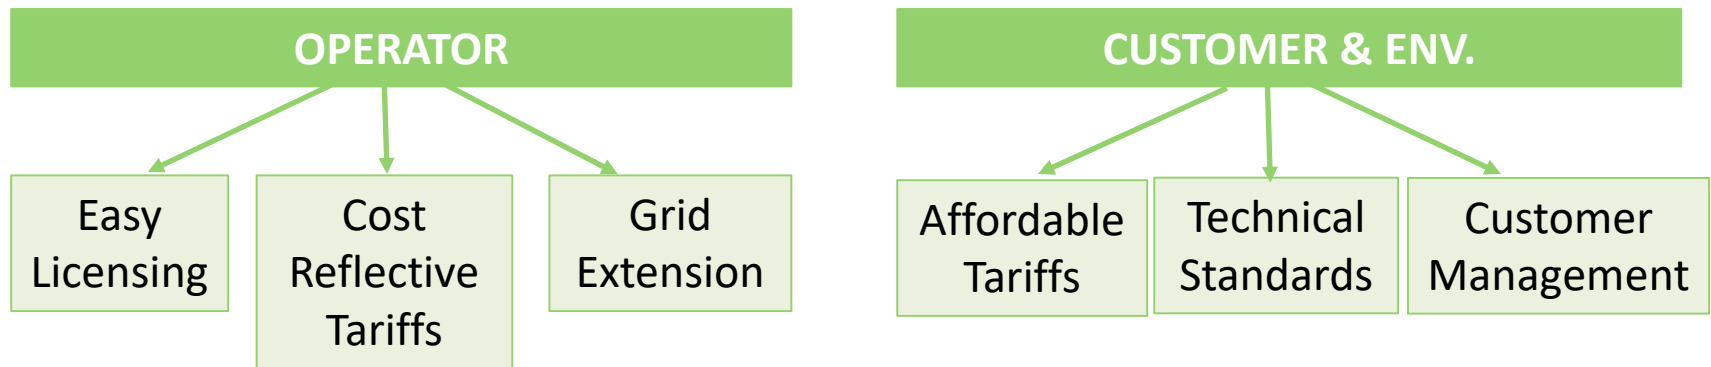 OPERATOR
Easy
Licensing
Cost
Reflective
Tariffs
Grid
Extension
CUSTOMER & ENV.
Affordable
Tariffs
Technical
Standards
Customer
Management